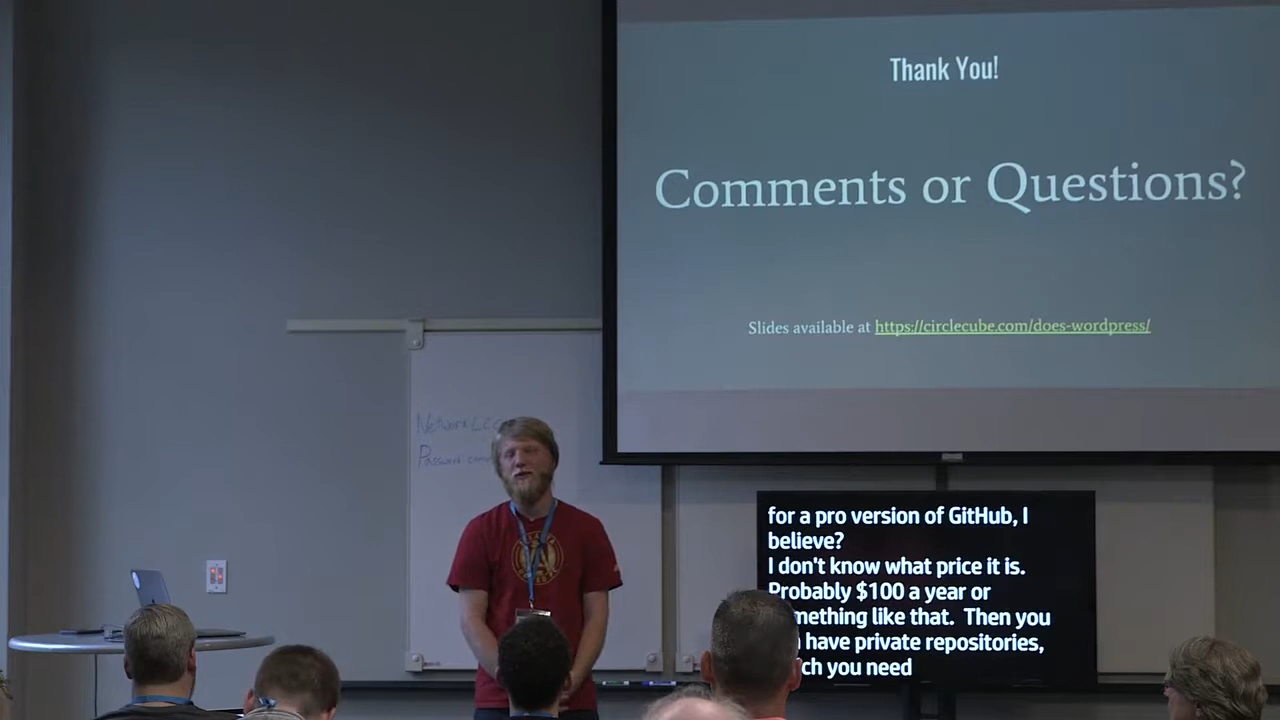 Thank You!
Comments or Questions?
Slides available at https://circlecube.com/does-wordpress/
Network
Password
for a pro version of GitHub, I
believe?
I don't know what price it is.
Probably $100 a year or
mething like that. Then you
have private repositories,
ch you need